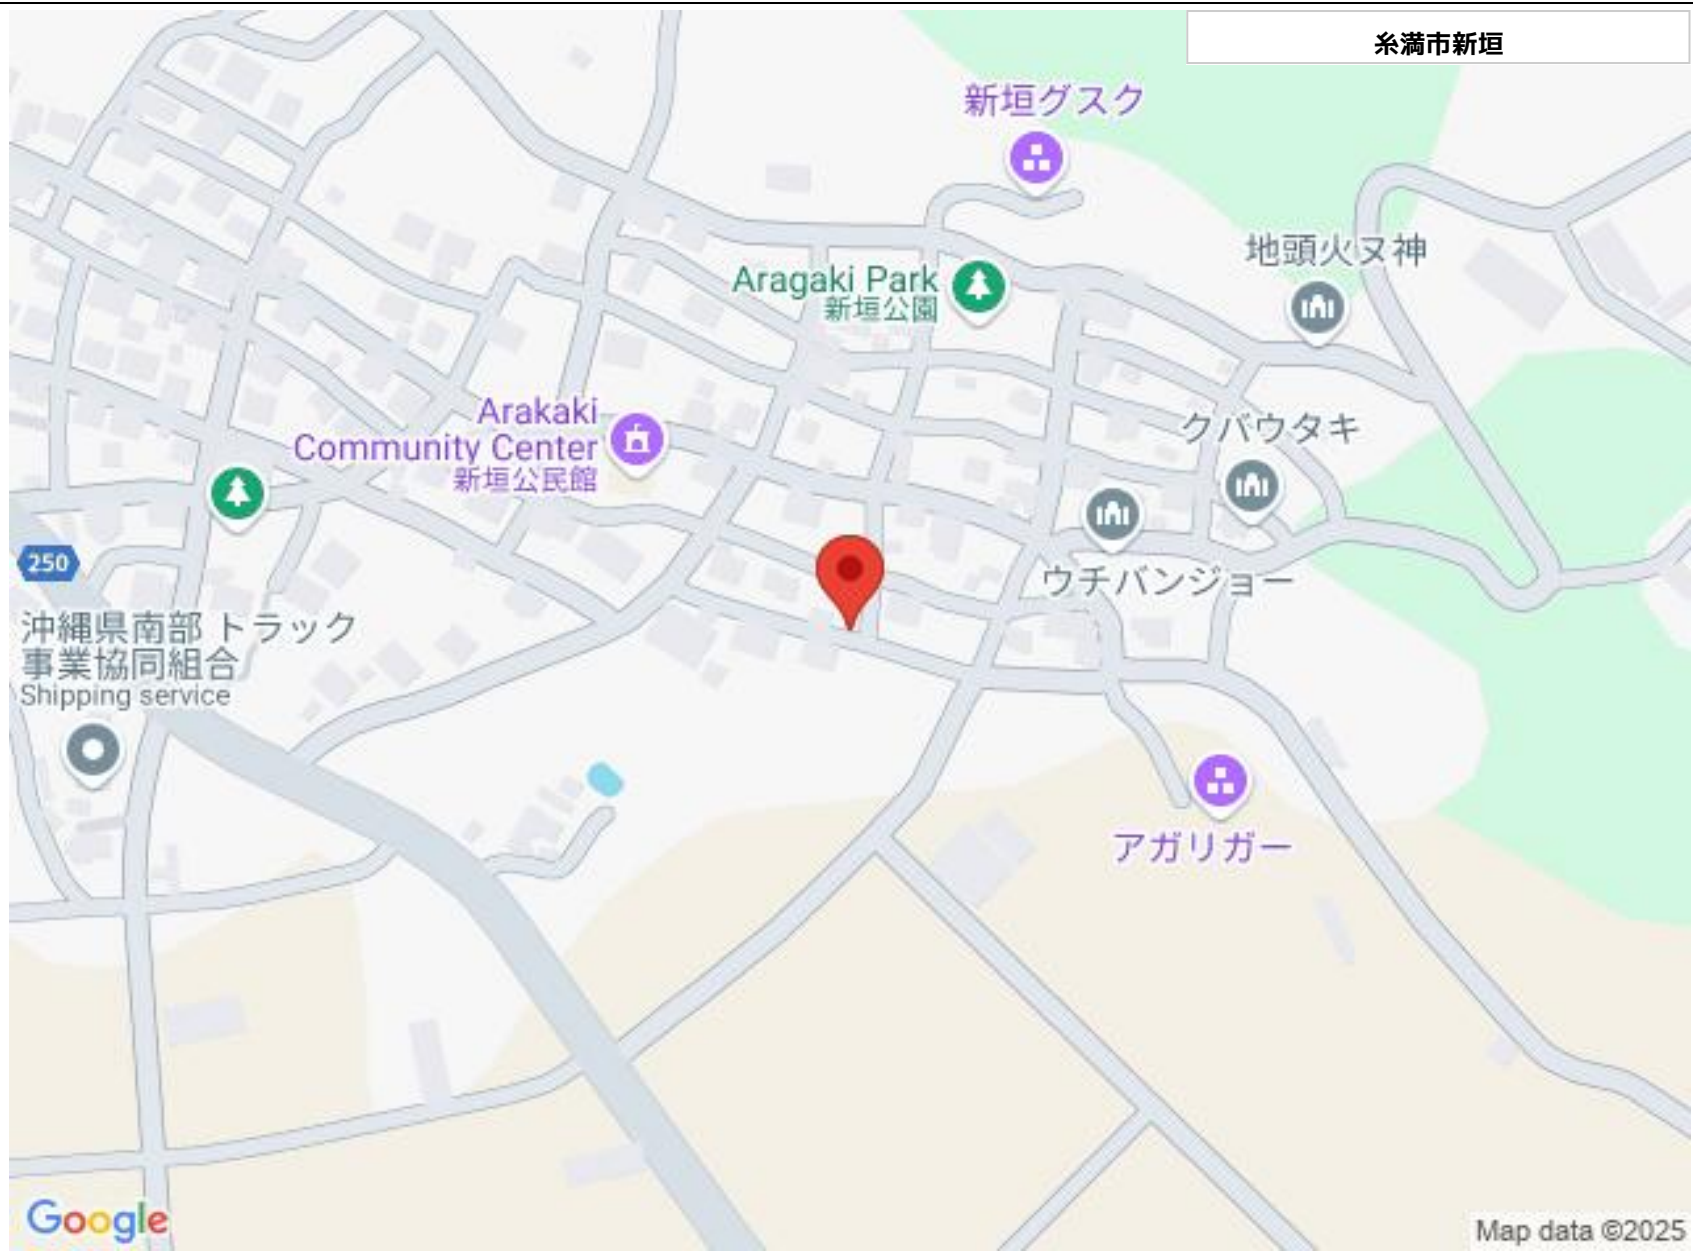 糸満市新垣
新垣グスク
地頭火ヌ神
Aragaki Park
新垣公園
Arakaki
Community Center
新垣公民館
クバウタキ
ウチバンジョー
250
沖縄県南部トラック
事業協同組合
Shipping service
アガリガー
Google
Map data ©2025